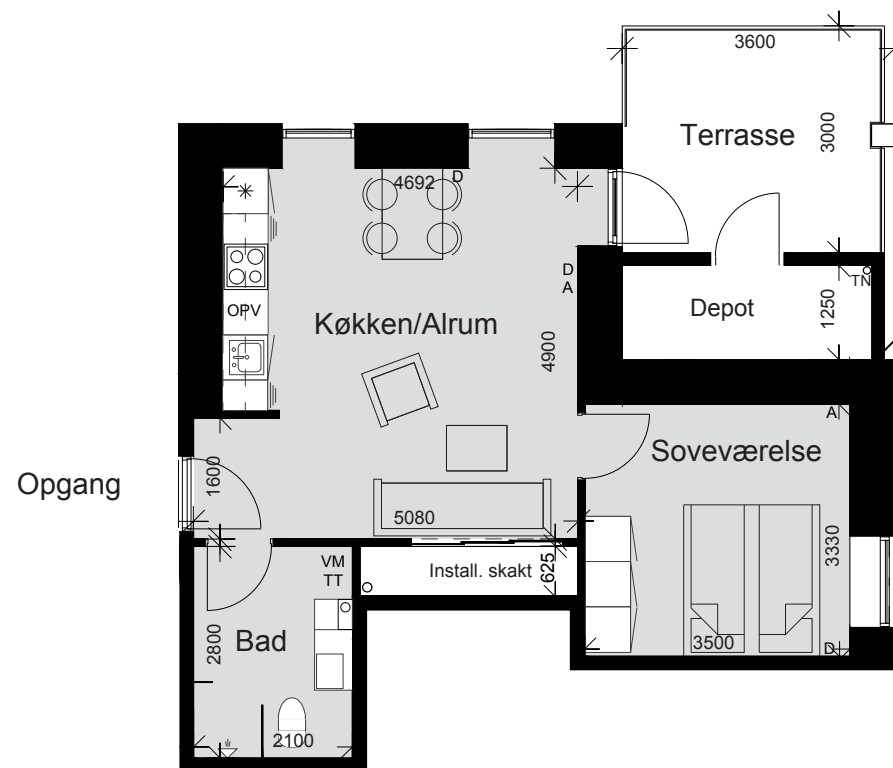 3600
Terrasse
3000
4692
D
D
A
OPV
Køkken/Alrum
4900
Depot
1250
TN
A
Soveværelse
Opgang
1600
5080
3330
VM
TT
Install. skakt
625
Bad
2800
3500
D
2100